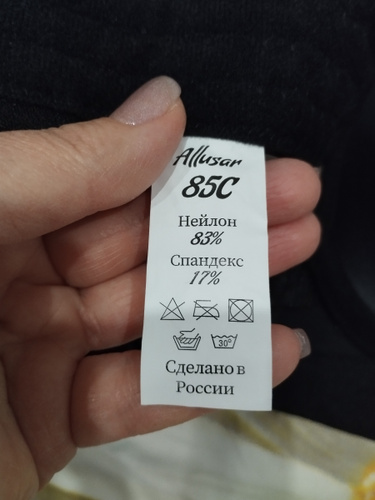 Allusar
85C
Нейлон
83%
Спандекс
17%
30°
Сделано в
России